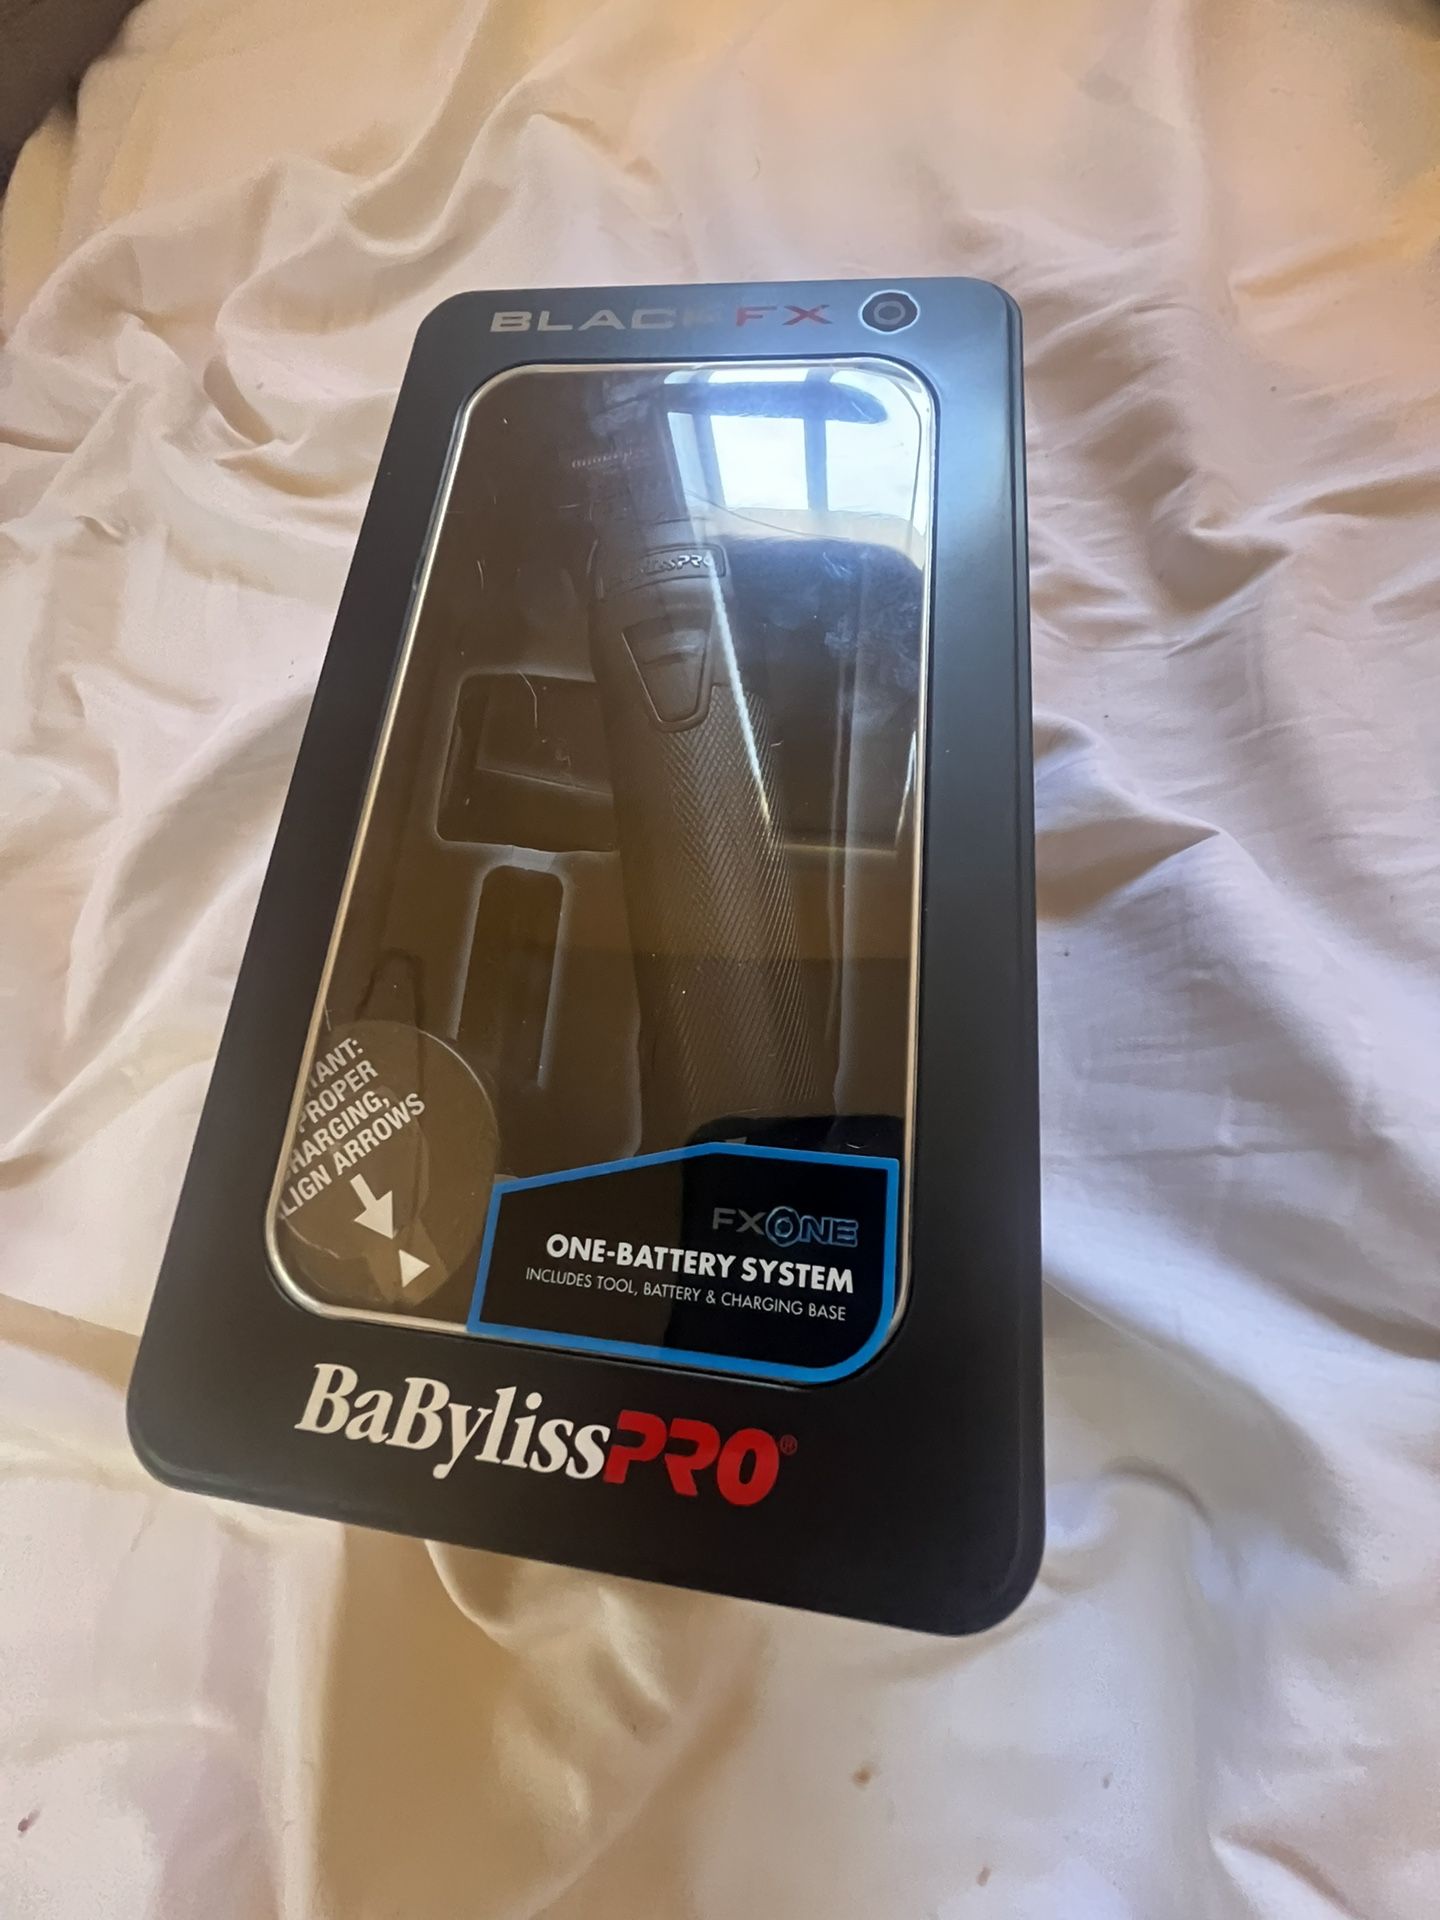 BLACKFX
BaBylissPRO
TANT:
PROPER
HARGING,
LIGN ARROWS
FXONE
ONE-BATTERY SYSTEM
INCLUDES TOOL, BATTERY & CHARGING BASE
BaBylissPRO®